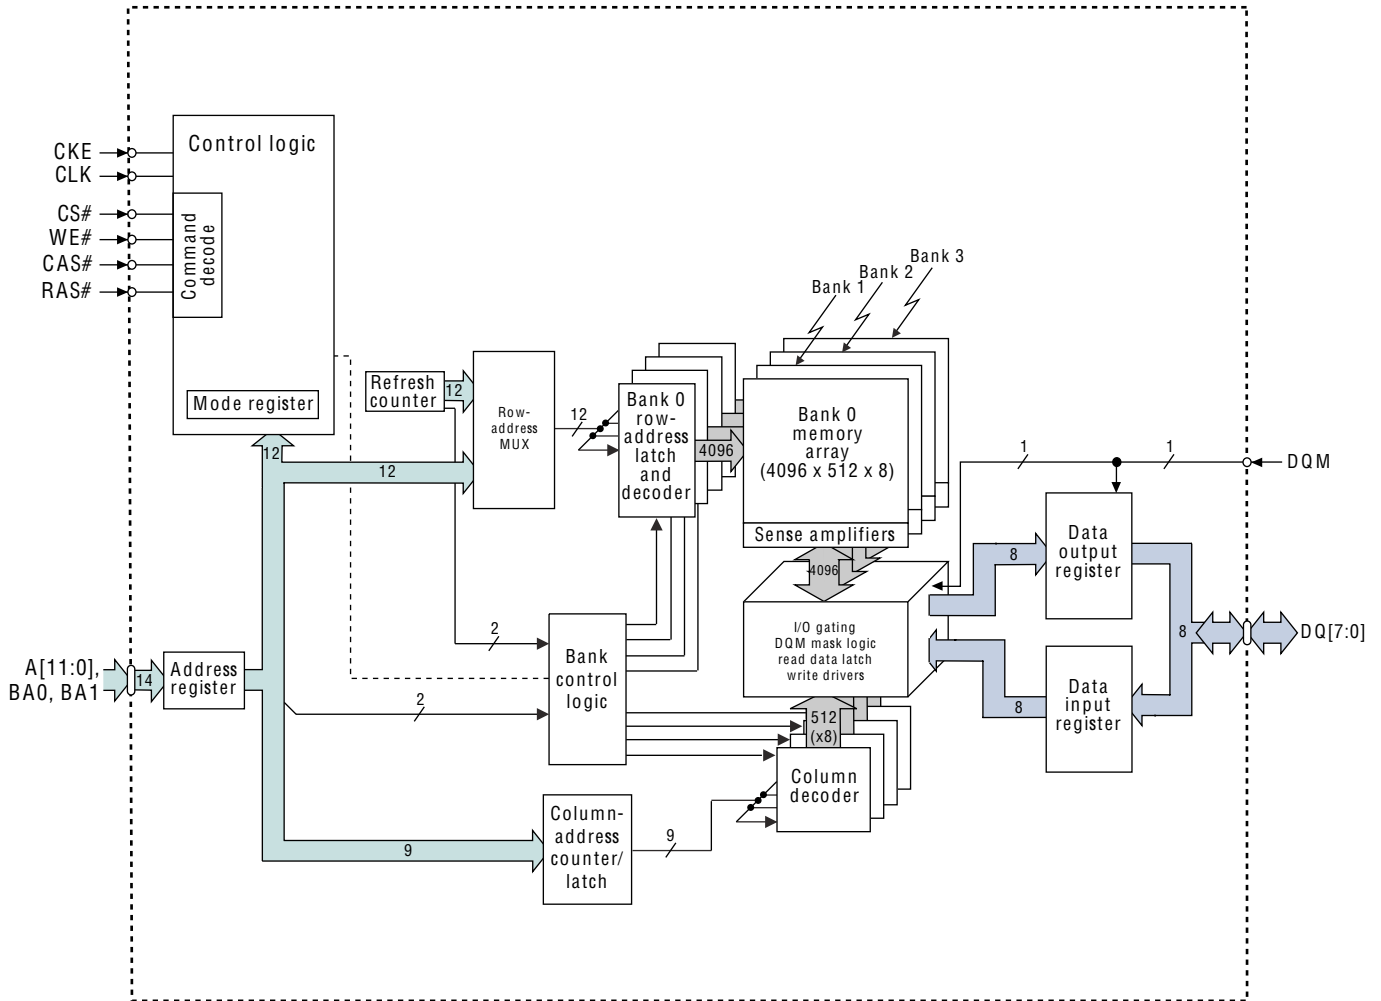 Control logic
CKE
CLK
CS#
WE#
CAS#
RAS#
Command
decode
Mode register
Bank 3
Bank 2
Bank 1
Refresh
counter
12
Row-
address
MUX
12
Bank 0
row-
address
latch
and
decoder
4096
Bank 0
memory
array
(4096 x 512 x 8)
Sense amplifiers
12
12
1
1
DQM
4096
8
Data
output
register
I/O gating
DQM mask logic
read data latch
write drivers
8
DQ[7:0]
2
Bank
control
logic
A[11:0],
BA0, BA1
14
Address
register
2
8
Data
input
register
512
(x8)
Column
decoder
Column-
address
counter/
latch
9
9